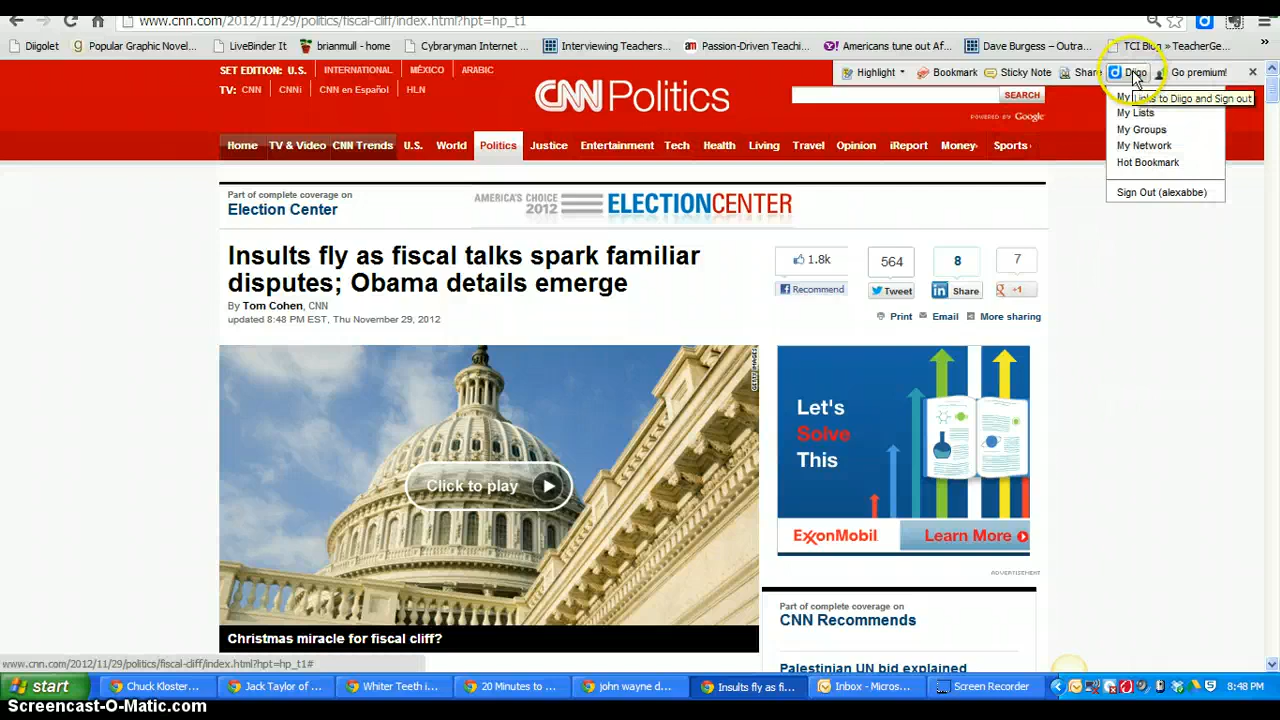 www.cnn.com/2012/11/29/politics/fiscal-cliff/index.html?hpt=hp_t1
Diigolet
Popular Graphic Novel...
LiveBinder It
brianmull - home
Cybraryman Internet ...
Interviewing Teachers...
Passion-Driven Teachi...
Americans tune out Af...
Dave Burgess – Outra...
TCI Blog » TeacherGe...
Highlight
Bookmark
Sticky Note
Share
Diigo
Go premium!
Links to Diigo and Sign out
My
My Lists
My Groups
My Network
Hot Bookmark
Sign Out (alexabbe)
SET EDITION: U.S.
INTERNATIONAL
MÉXICO
ARABIC
TV: CNN
CNNi
CNN en Español
HLN
CNN Politics
SEARCH
POWERED BY Google
Home
TV & Video
CNN Trends
U.S.
World
Politics
Justice
Entertainment
Tech
Health
Living
Travel
Opinion
iReport
Money
Sports
Part of complete coverage on
Election Center
AMERICA'S CHOICE
2012
ELECTIONCENTER
Insults fly as fiscal talks spark familiar
disputes; Obama details emerge
By Tom Cohen, CNN
updated 8:48 PM EST, Thu November 29, 2012
1.8k
Recommend
564
Tweet
8
Share
7
+1
Print
Email
More sharing
GETTY IMAGES
Click to play
Christmas miracle for fiscal cliff?
Let's
Solve
This
ExxonMobil
Learn More
ADVERTISEMENT
Part of complete coverage on
CNN Recommends
Palestinian UN bid explained
www.cnn.com/2012/11/29/politics/fiscal-cliff/index.html?hpt=hp_t1#
start
Chuck Kloster...
Jack Taylor of ...
Whiter Teeth i...
20 Minutes to ...
john wayne d...
Insults fly as fi...
Inbox - Micros...
Screen Recorder
8:48 PM
Screencast-O-Matic.com